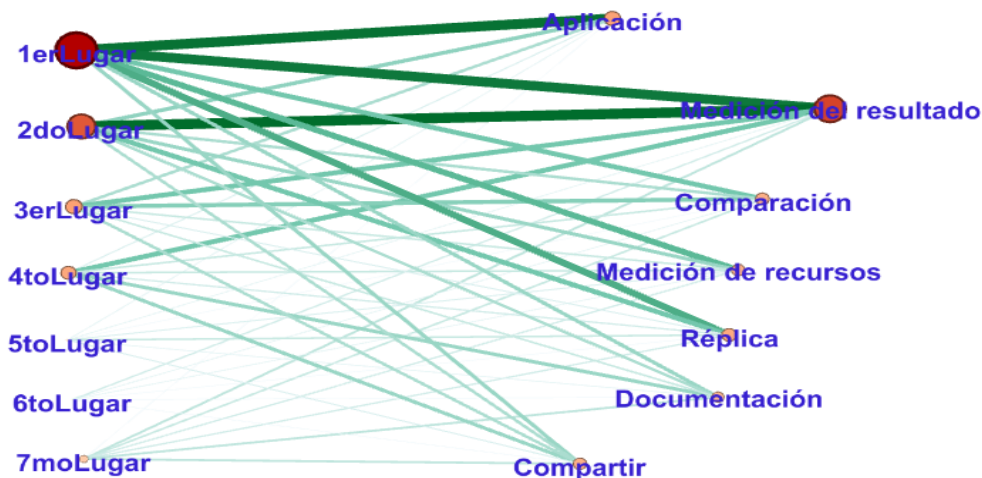 1erLugar
2doLugar
3erLugar
4toLugar
5toLugar
6toLugar
7moLugar
Aplicación
Medición del resultado
Comparación
Medición de recursos
Réplica
Documentación
Compartir